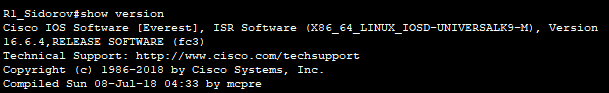 R1_Sidorov#show version
Cisco IOS Software [Everest], ISR Software (X86_64_LINUX_IOSD-UNIVERSALK9-M), Version
16.6.4,RELEASE SOFTWARE (fc3)
Technical Support: http://www.cisco.com/techsupport
Copyright (c) 1986-2018 by Cisco Systems, Inc.
Compiled Sun 08-Jul-18 04:33 by mcpre